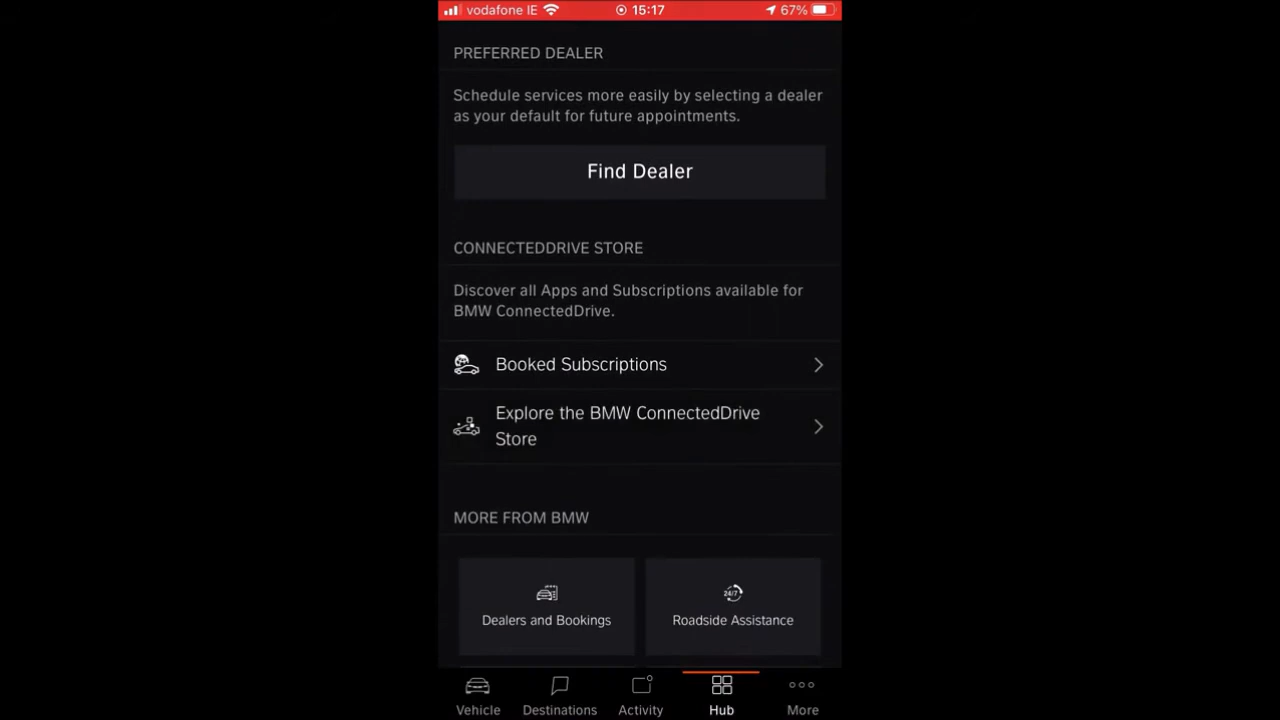 vodafone IE 15:17 67%
PREFERRED DEALER
Schedule services more easily by selecting a dealer
as your default for future appointments.
Find Dealer
CONNECTEDDRIVE STORE
Discover all Apps and Subscriptions available for
BMW ConnectedDrive.
Booked Subscriptions
Explore the BMW ConnectedDrive
Store
MORE FROM BMW
24/7
Dealers and Bookings Roadside Assistance
Vehicle Destinations Activity Hub More